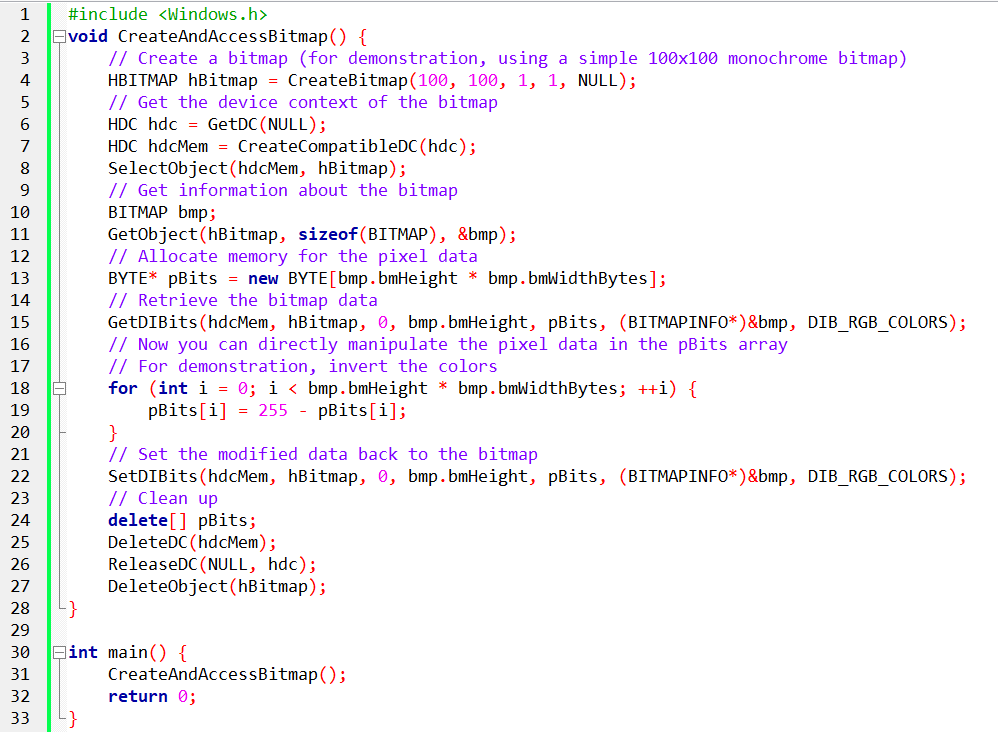 1 #include <Windows.h>
2 void CreateAndAccessBitmap() {
3     // Create a bitmap (for demonstration, using a simple 100x100 monochrome bitmap)
4     HBITMAP hBitmap = CreateBitmap(100, 100, 1, 1, NULL);
5     // Get the device context of the bitmap
6     HDC hdc = GetDC(NULL);
7     HDC hdcMem = CreateCompatibleDC(hdc);
8     SelectObject(hdcMem, hBitmap);
9     // Get information about the bitmap
10     BITMAP bmp;
11     GetObject(hBitmap, sizeof(BITMAP), &bmp);
12     // Allocate memory for the pixel data
13     BYTE* pBits = new BYTE[bmp.bmHeight * bmp.bmWidthBytes];
14     // Retrieve the bitmap data
15     GetDIBits(hdcMem, hBitmap, 0, bmp.bmHeight, pBits, (BITMAPINFO*)&bmp, DIB_RGB_COLORS);
16     // Now you can directly manipulate the pixel data in the pBits array
17     // For demonstration, invert the colors
18     for (int i = 0; i < bmp.bmHeight * bmp.bmWidthBytes; ++i) {
19         pBits[i] = 255 - pBits[i];
20     }
21     // Set the modified data back to the bitmap
22     SetDIBits(hdcMem, hBitmap, 0, bmp.bmHeight, pBits, (BITMAPINFO*)&bmp, DIB_RGB_COLORS);
23     // Clean up
24     delete[] pBits;
25     DeleteDC(hdcMem);
26     ReleaseDC(NULL, hdc);
27     DeleteObject(hBitmap);
28 }
29
30 int main() {
31     CreateAndAccessBitmap();
32     return 0;
33 }